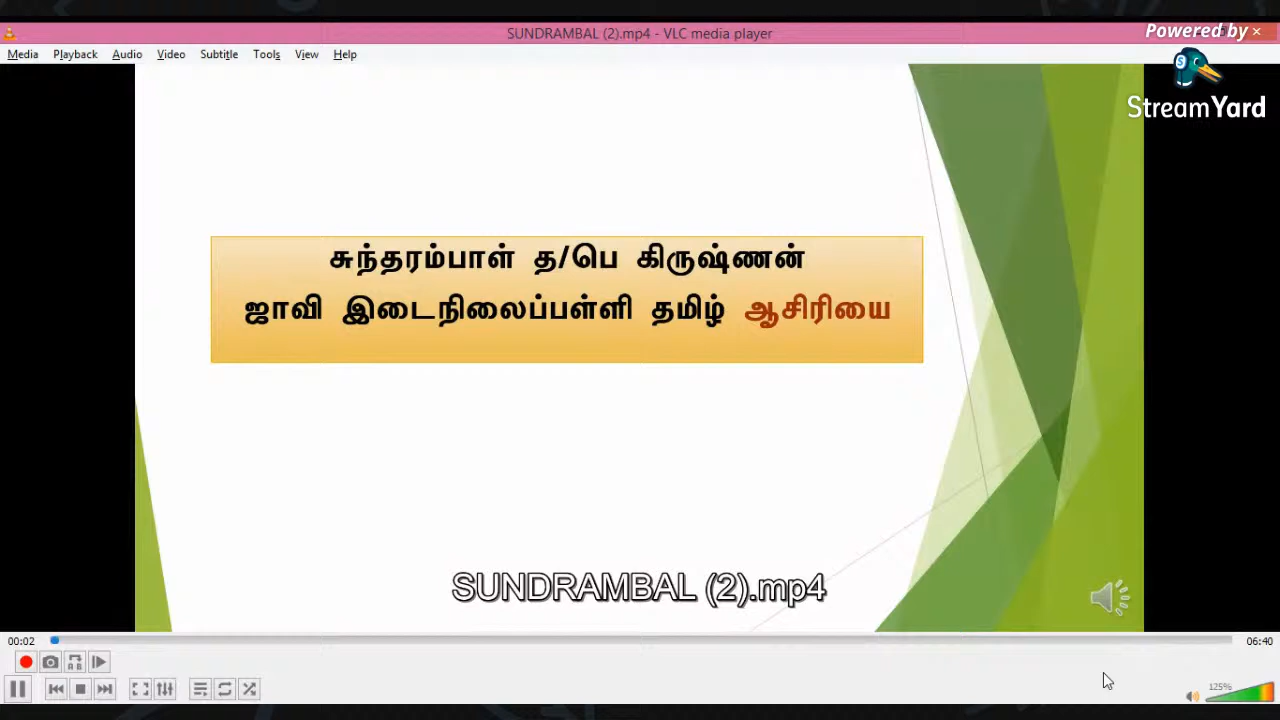 SUNDRAMBAL (2).mp4 - VLC media player
Powered by
Media Playback Audio Video Subtitle Tools View Help
StreamYard
சுந்தரம்பாள் த/பெ கிருஷ்ணன்
ஜாவி இடைநிலைப்பள்ளி தமிழ் ஆசிரியை
SUNDRAMBAL (2).mp4
00:02 06:40
125%